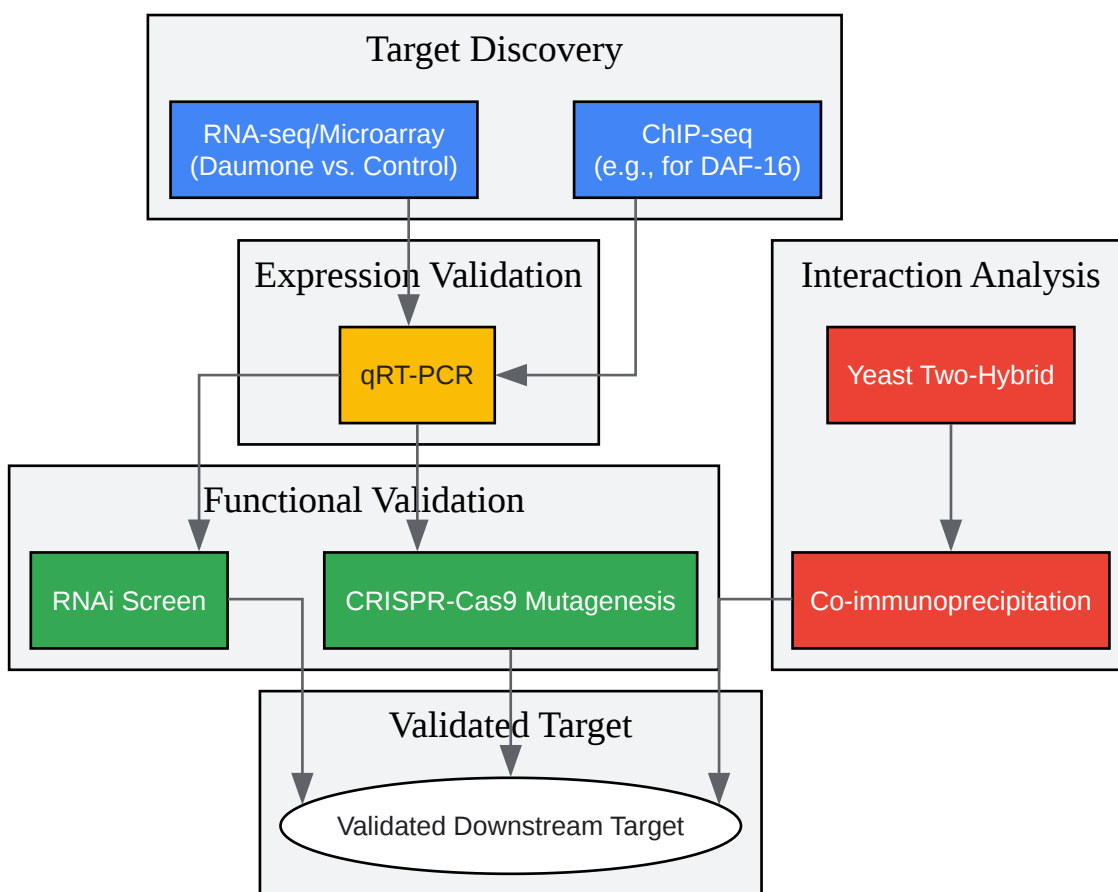 Target Discovery
RNA-seq/Microarray
(Daumone vs. Control)
ChIP-seq
(e.g., for DAF-16)
Expression Validation
qRT-PCR
Interaction Analysis
Yeast Two-Hybrid
Functional Validation
RNAi Screen
CRISPR-Cas9 Mutagenesis
Co-immunoprecipitation
Validated Target
Validated Downstream Target